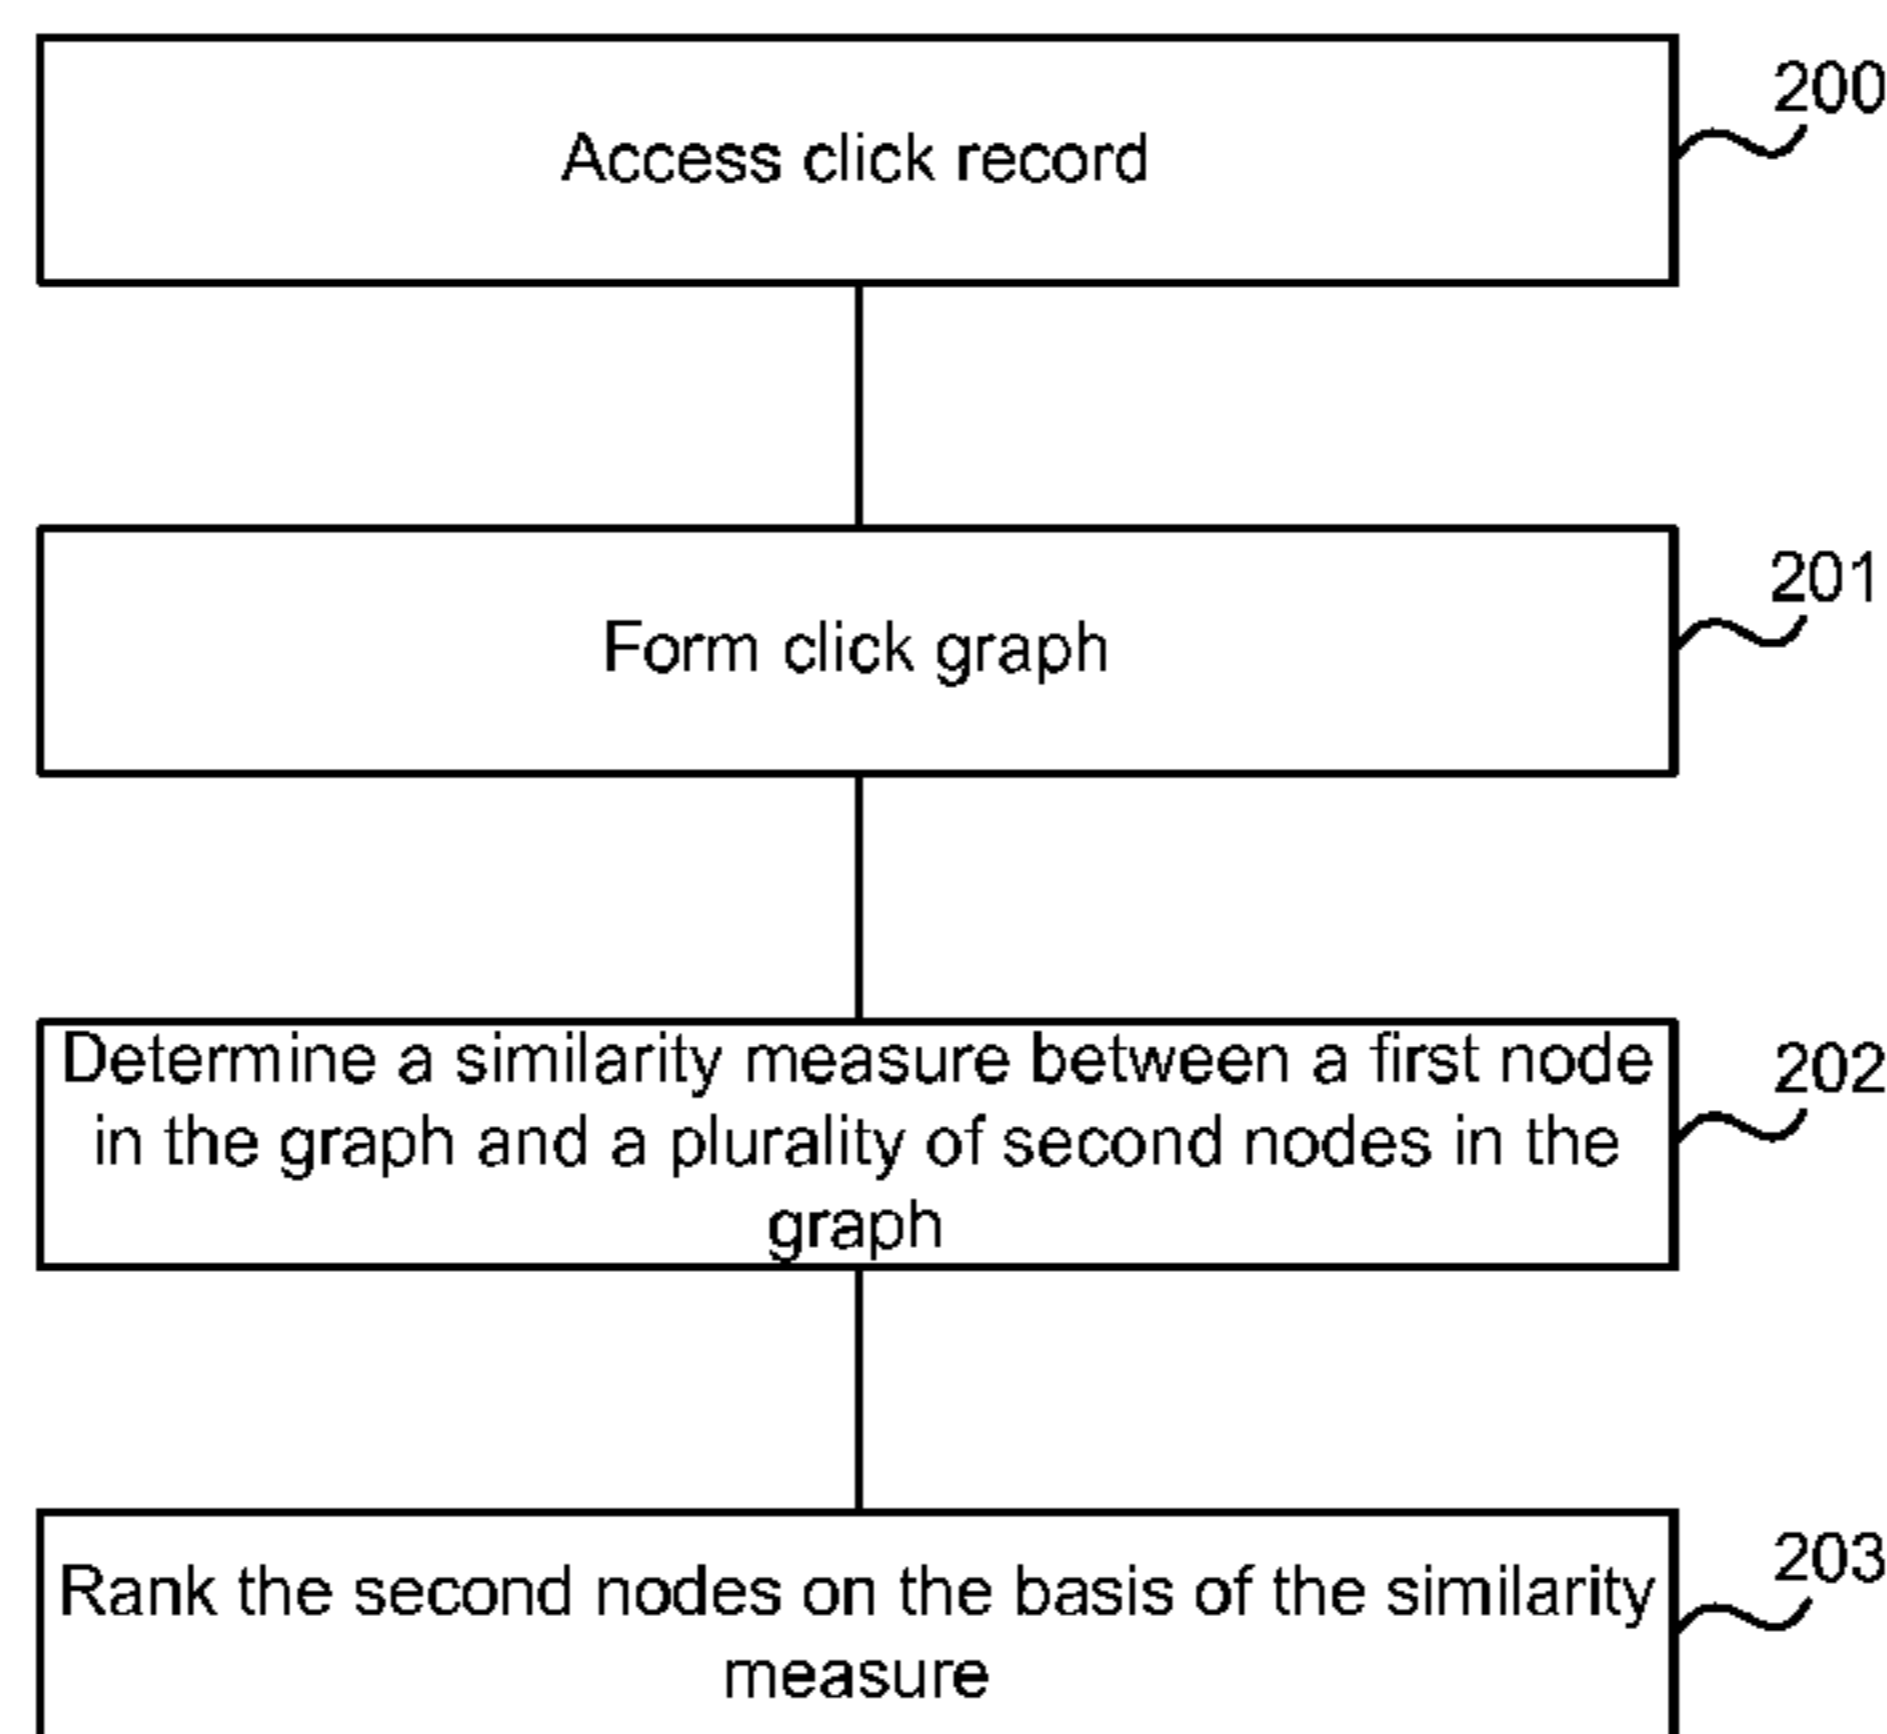 Access click record
200
Form click graph
201
Determine a similarity measure between a first node
in the graph and a plurality of second nodes in the
graph
202
Rank the second nodes on the basis of the similarity
measure
203